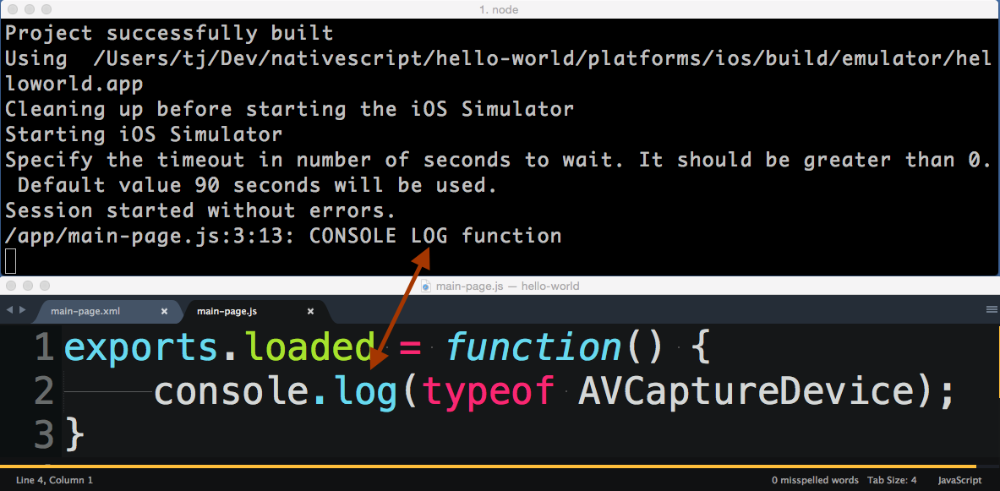 1. node
Project successfully built
Using  /Users/tj/Dev/nativescript/hello-world/platforms/ios/build/emulator/hel
loworld.app
Cleaning up before starting the iOS Simulator
Starting iOS Simulator
Specify the timeout in number of seconds to wait. It should be greater than 0.
 Default value 90 seconds will be used.
Session started without errors.
/app/main-page.js:3:13: CONSOLE LOG function
main-page.js — hello-world
main-page.xml × main-page.js ×
1 exports.loaded = function() {
2 console.log(typeof AVCaptureDevice);
3 }
Line 4, Column 1 0 misspelled words Tab Size: 4 JavaScript